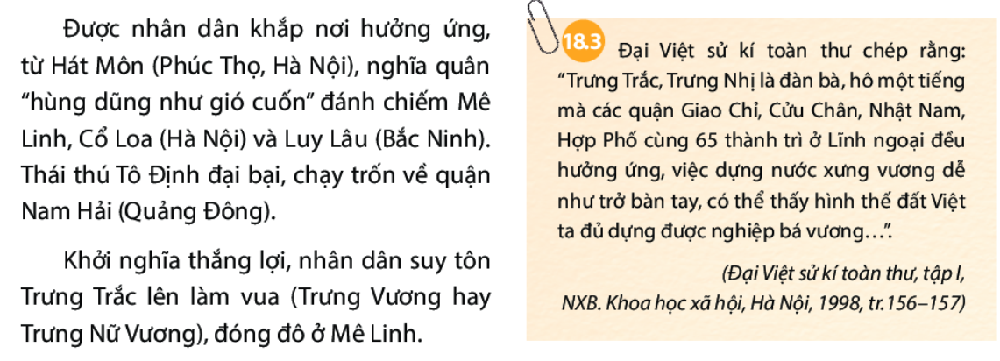 Được nhân dân khắp nơi hưởng ứng,
từ Hát Môn (Phúc Thọ, Hà Nội), nghĩa quân
“hùng dũng như gió cuốn” đánh chiếm Mê
Linh, Cổ Loa (Hà Nội) và Luy Lâu (Bắc Ninh).
Thái thú Tô Định đại bại, chạy trốn về quận
Nam Hải (Quảng Đông).
Khởi nghĩa thắng lợi, nhân dân suy tôn
Trưng Trắc lên làm vua (Trưng Vương hay
Trưng Nữ Vương), đóng đô ở Mê Linh.
18.3
Đại Việt sử kí toàn thư chép rằng:
“Trưng Trắc, Trưng Nhị là đàn bà, hô một tiếng
mà các quận Giao Chỉ, Cửu Chân, Nhật Nam,
Hợp Phố cùng 65 thành trì ở Lĩnh ngoại đều
hưởng ứng, việc dựng nước xưng vương dễ
như trở bàn tay, có thể thấy hình thế đất Việt
ta đủ dựng được nghiệp bá vương…”.
(Đại Việt sử kí toàn thư, tập I,
NXB. Khoa học xã hội, Hà Nội, 1998, tr.156–157)